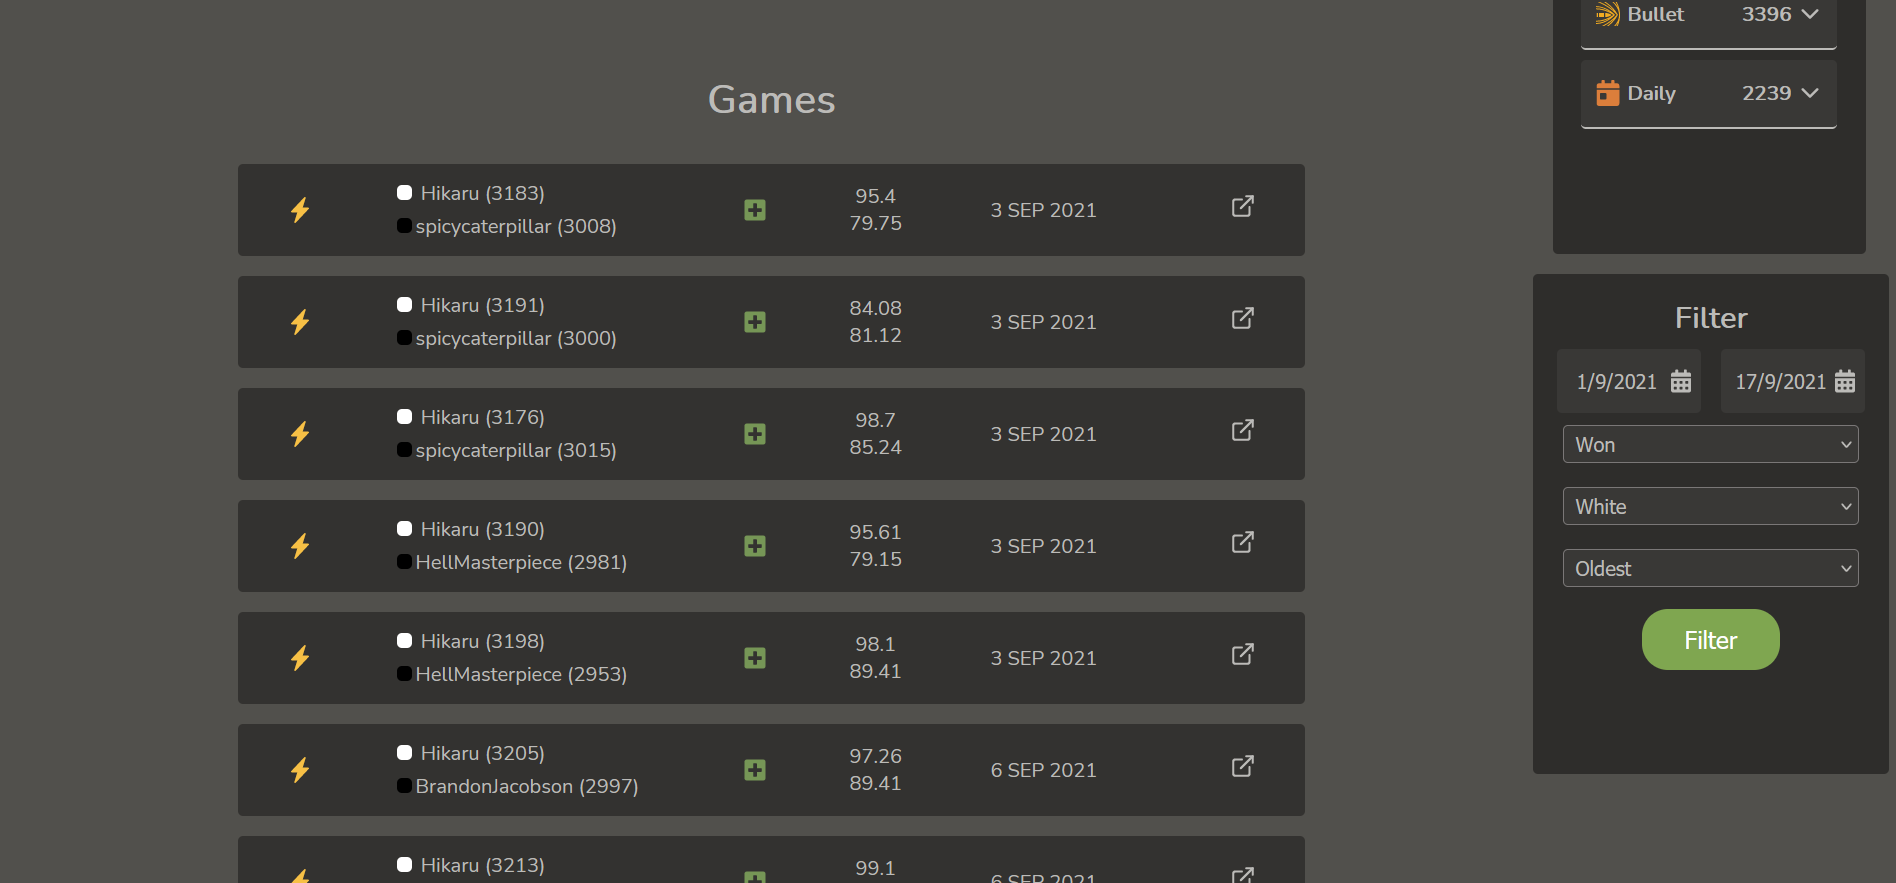 Bullet 3396
Daily 2239
Games
Hikaru (3183)
spicycaterpillar (3008)
95.4
79.75
3 SEP 2021
Hikaru (3191)
spicycaterpillar (3000)
84.08
81.12
3 SEP 2021
Hikaru (3176)
spicycaterpillar (3015)
98.7
85.24
3 SEP 2021
Hikaru (3190)
HellMasterpiece (2981)
95.61
79.15
3 SEP 2021
Hikaru (3198)
HellMasterpiece (2953)
98.1
89.41
3 SEP 2021
Hikaru (3205)
BrandonJacobson (2997)
97.26
89.41
6 SEP 2021
Hikaru (3213)
99.1
6 SEP 2021
Filter
1/9/2021 17/9/2021
Won
White
Oldest
Filter